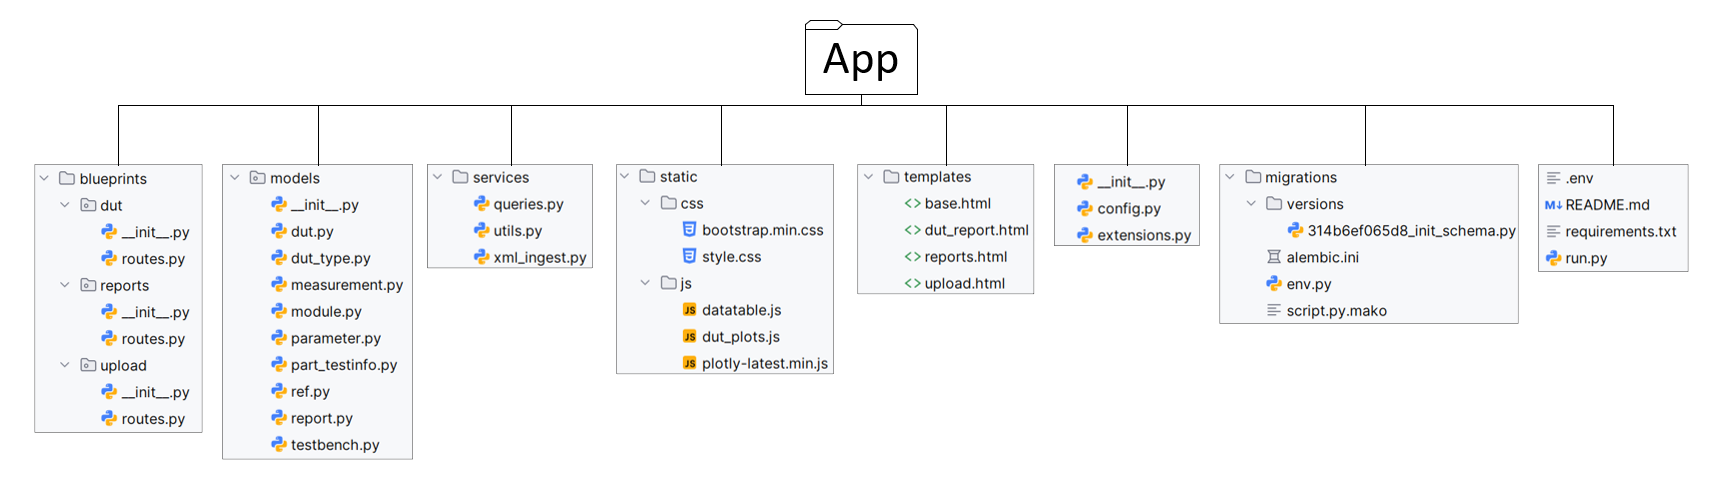 App
blueprints
dut
__init__.py
routes.py
reports
__init__.py
routes.py
upload
__init__.py
routes.py
models
__init__.py
dut.py
dut_type.py
measurement.py
module.py
parameter.py
part_testinfo.py
ref.py
report.py
testbench.py
services
queries.py
utils.py
xml_ingest.py
static
css
bootstrap.min.css
style.css
js
JS datatable.js
JS dut_plots.js
JS plotly-latest.min.js
templates
<> base.html
<> dut_report.html
<> reports.html
<> upload.html
__init__.py
config.py
extensions.py
migrations
versions
314b6ef065d8_init_schema.py
alembic.ini
env.py
script.py.mako
.env
M↓ README.md
requirements.txt
run.py